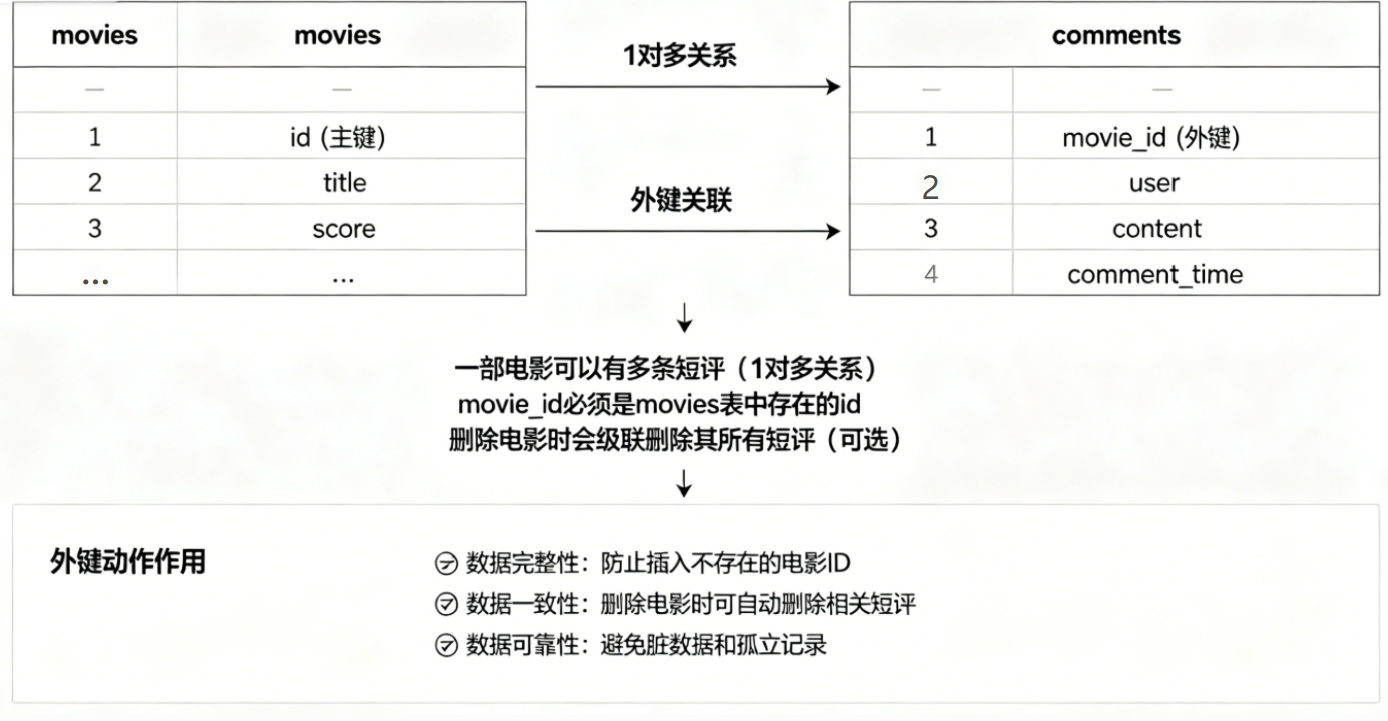 movies movies
1对多关系
comments
— —
— —
1 id (主键)
1 movie_id (外键)
2 title
外键关联
2 user
3 score
3 content
... ...
4 comment_time
一部电影可以有多条短评（1对多关系）
movie_id必须是movies表中存在的id
删除电影时会级联删除其所有短评（可选）
外键动作作用
数据完整性：防止插入不存在的电影ID
数据一致性：删除电影时可自动删除相关短评
数据可靠性：避免脏数据和孤立记录